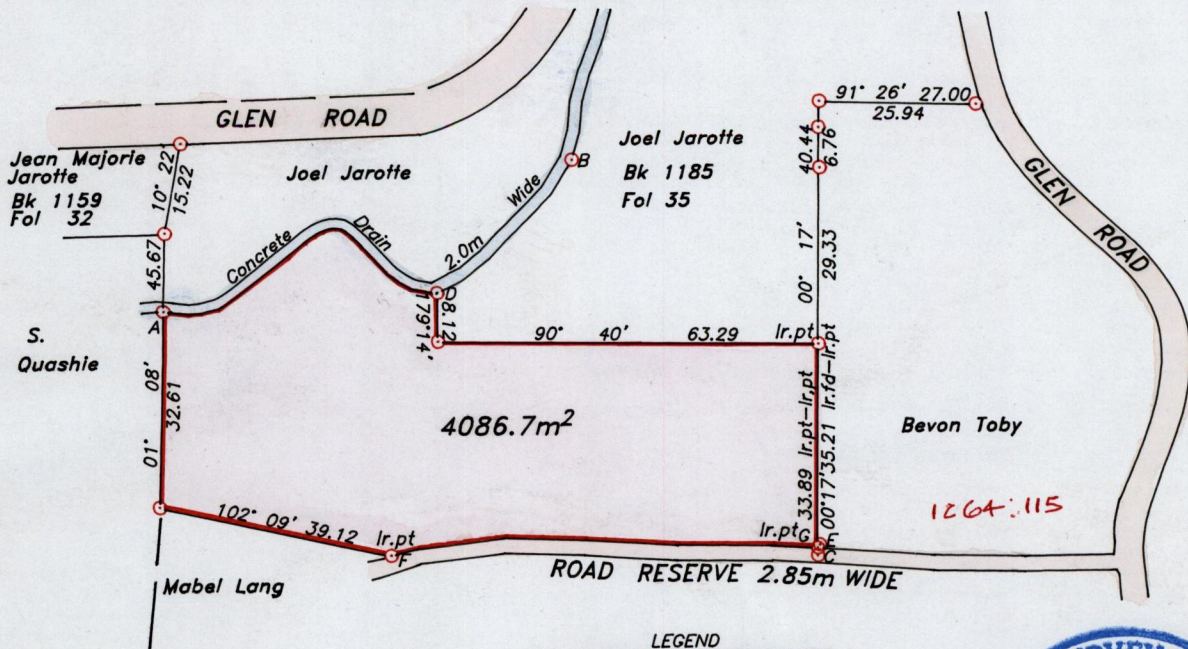 91° 26' 27.00
25.94
GLEN ROAD
40.44
6.76
Jean Majorie
Jarotte
Bk 1159
Fol 32
10° 22'
15.22
Joel Jarotte
Joel Jarotte
Bk 1185
Fol 35
B
GLEN ROAD
Concrete Drain 2.0m Wide
45.67
00° 17'
29.33
A
S.
Quashie
179° 14'
8.12
90° 40' 63.29 Ir.pt
01° 08'
32.61
4086.7m²
33.89 Ir.pt-Ir.pt
00° 17' 35.21 Ir.fd-Ir.pt
Bevon Toby
1264:115
102° 09' 39.12 Ir.pt
F
Ir.pt G
E
C
ROAD RESERVE 2.85m WIDE
Mabel Lang
LEGEND